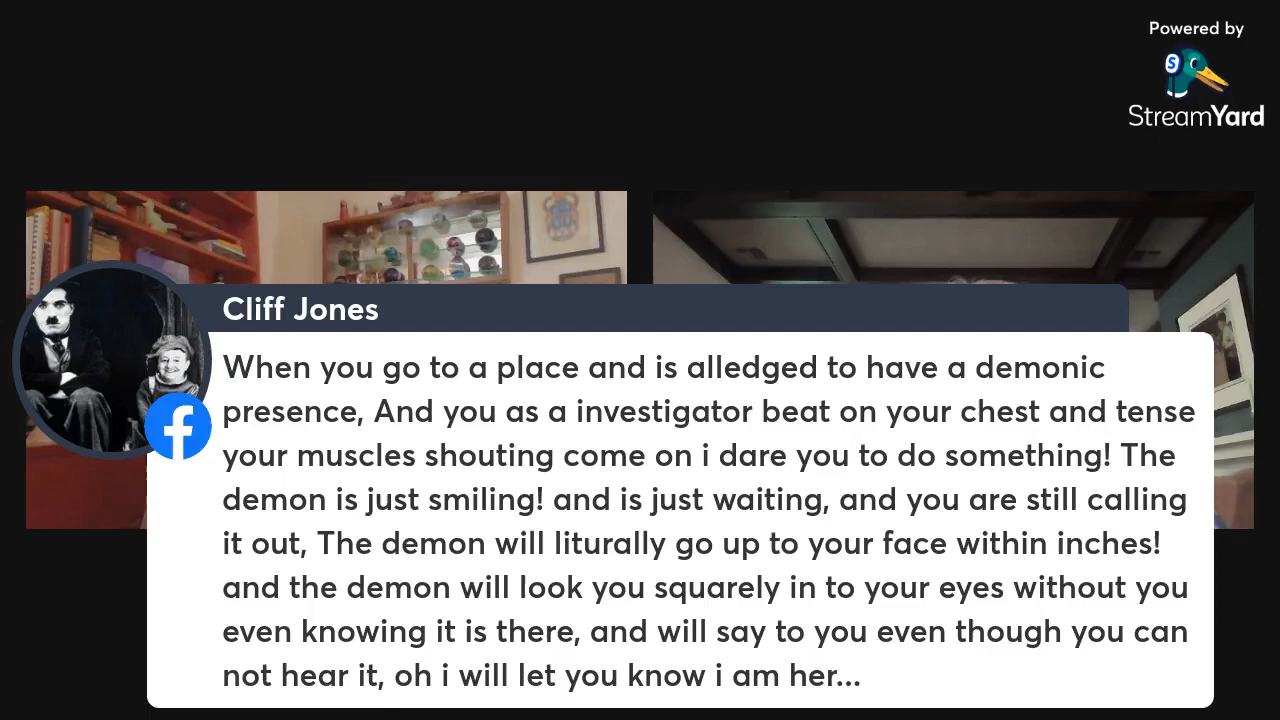 Powered by
S
StreamYard
Cliff Jones
When you go to a place and is alledged to have a demonic
presence, And you as a investigator beat on your chest and tense
your muscles shouting come on i dare you to do something! The
demon is just smiling! and is just waiting, and you are still calling
it out, The demon will liturally go up to your face within inches!
and the demon will look you squarely in to your eyes without you
even knowing it is there, and will say to you even though you can
not hear it, oh i will let you know i am her...